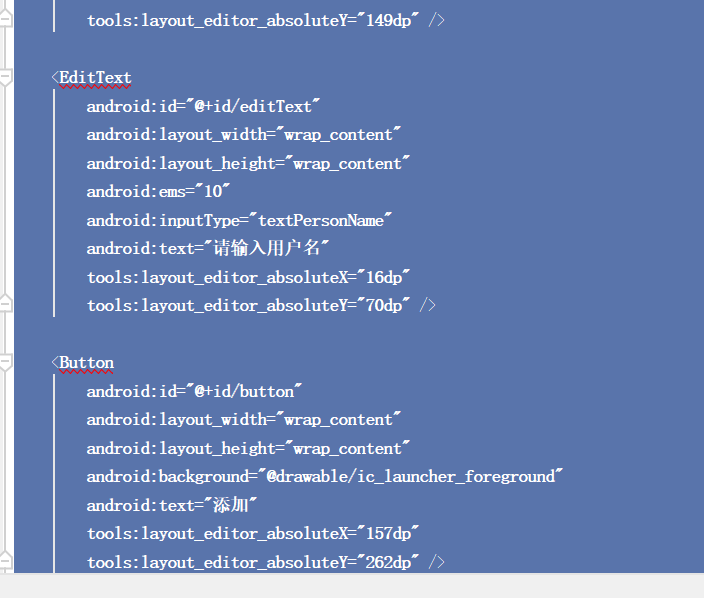 tools:layout_editor_absoluteY="149dp" />
<EditText
android:id="@+id/editText"
android:layout_width="wrap_content"
android:layout_height="wrap_content"
android:ems="10"
android:inputType="textPersonName"
android:text="请输入用户名"
tools:layout_editor_absoluteX="16dp"
tools:layout_editor_absoluteY="70dp" />
<Button
android:id="@+id/button"
android:layout_width="wrap_content"
android:layout_height="wrap_content"
android:background="@drawable/ic_launcher_foreground"
android:text="添加"
tools:layout_editor_absoluteX="157dp"
tools:layout_editor_absoluteY="262dp" />